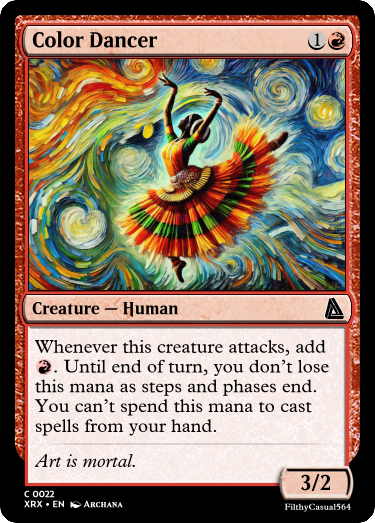 Color Dancer 1
Creature — Human
Whenever this creature attacks, add
. Until end of turn, you don't lose
this mana as steps and phases end.
You can't spend this mana to cast
spells from your hand.
Art is mortal.
3/2
C 0022
XRX • EN Archana
FilthyCasual564